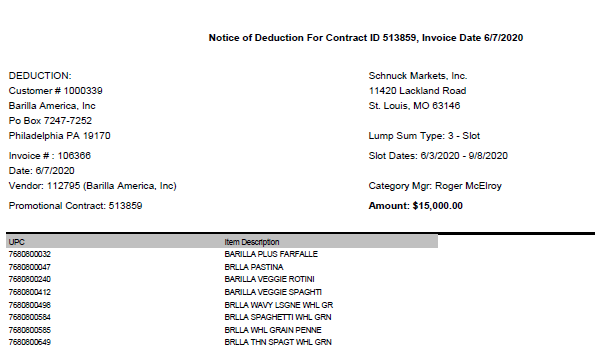 Notice of Deduction For Contract ID 513859, Invoice Date 6/7/2020
DEDUCTION:
Customer # 1000339
Barilla America, Inc
Po Box 7247-7252
Philadelphia PA 19170
Invoice # : 106366
Date: 6/7/2020
Vendor: 112795 (Barilla America, Inc)
Promotional Contract: 513859
Schnuck Markets, Inc.
11420 Lackland Road
St. Louis, MO 63146
Lump Sum Type: 3 - Slot
Slot Dates: 6/3/2020 - 9/8/2020
Category Mgr: Roger McElroy
Amount: $15,000.00
UPC Item Description
7680800032 BARILLA PLUS FARFALLE
7680800047 BRLLA PASTINA
7680800240 BARILLA VEGGIE ROTINI
7680800412 BARILLA VEGGIE SPAGHTI
7680800498 BRLLA WAVY LSGNE WHL GR
7680800584 BRLLA SPAGHETTI WHL GRN
7680800585 BRLLA WHL GRAIN PENNE
7680800649 BRLLA THN SPAGT WHL GRN